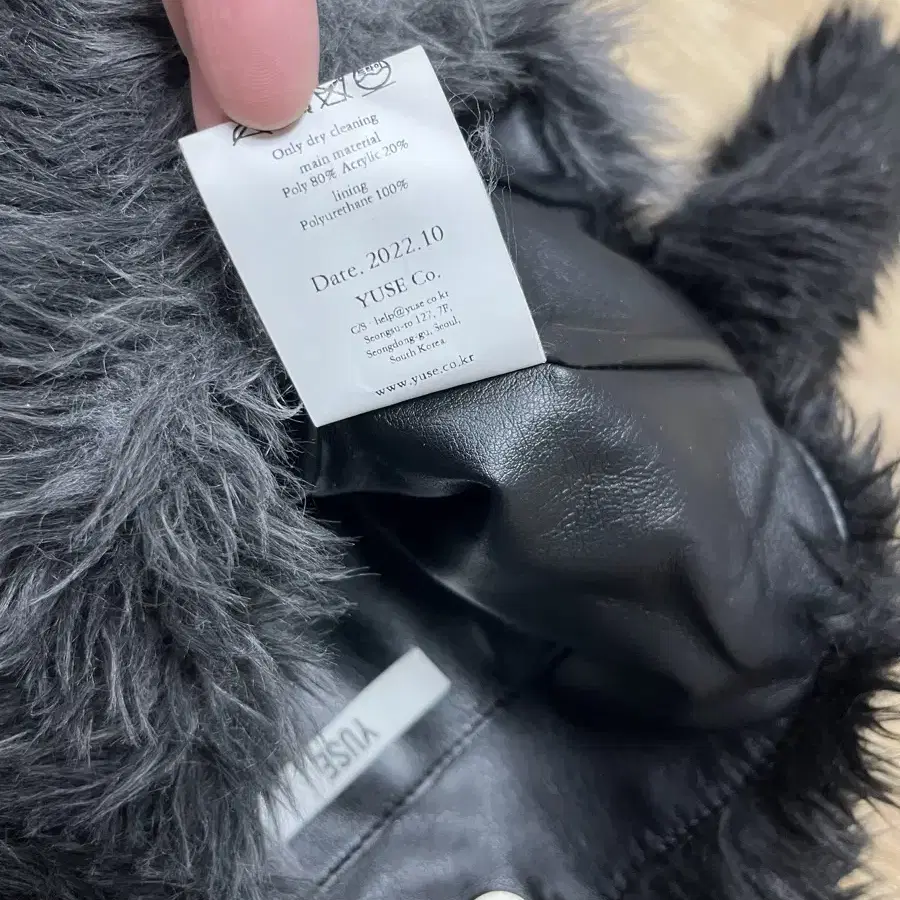 Only dry cleaning
main material
Poly 80% Acrylic 20%
lining
Polyurethane 100%
Date. 2022.10
YUSE Co.
C/S help@yuse.co.kr
Seongsu-ro 127, 7F,
Seongdong-gu, Seoul,
South Korea
www.yuse.co.kr
YUSE